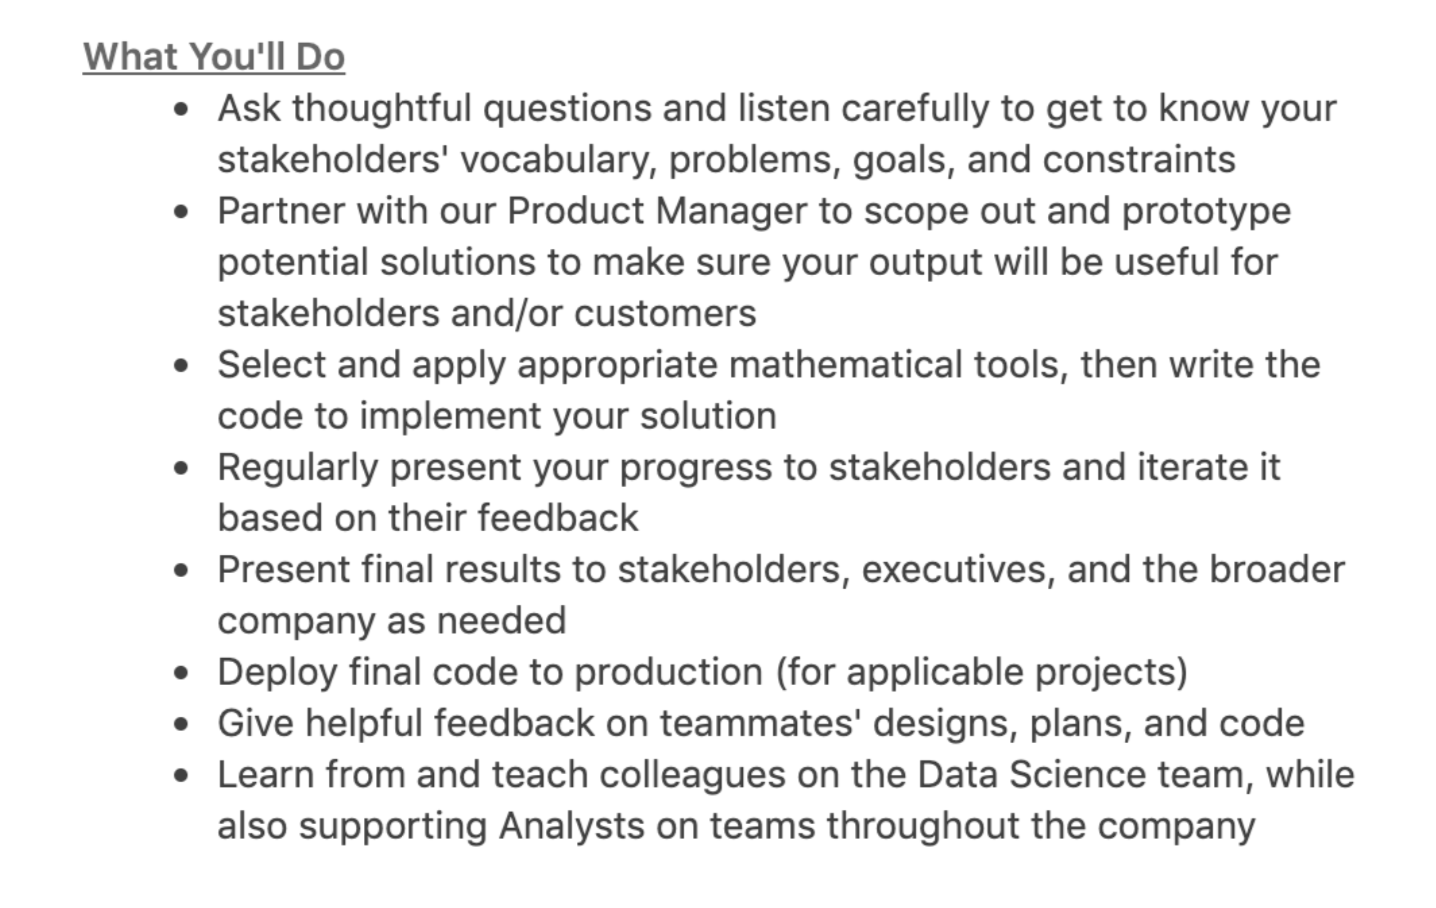 What You'll Do
• Ask thoughtful questions and listen carefully to get to know your
stakeholders' vocabulary, problems, goals, and constraints
• Partner with our Product Manager to scope out and prototype
potential solutions to make sure your output will be useful for
stakeholders and/or customers
• Select and apply appropriate mathematical tools, then write the
code to implement your solution
• Regularly present your progress to stakeholders and iterate it
based on their feedback
• Present final results to stakeholders, executives, and the broader
company as needed
• Deploy final code to production (for applicable projects)
• Give helpful feedback on teammates' designs, plans, and code
• Learn from and teach colleagues on the Data Science team, while
also supporting Analysts on teams throughout the company